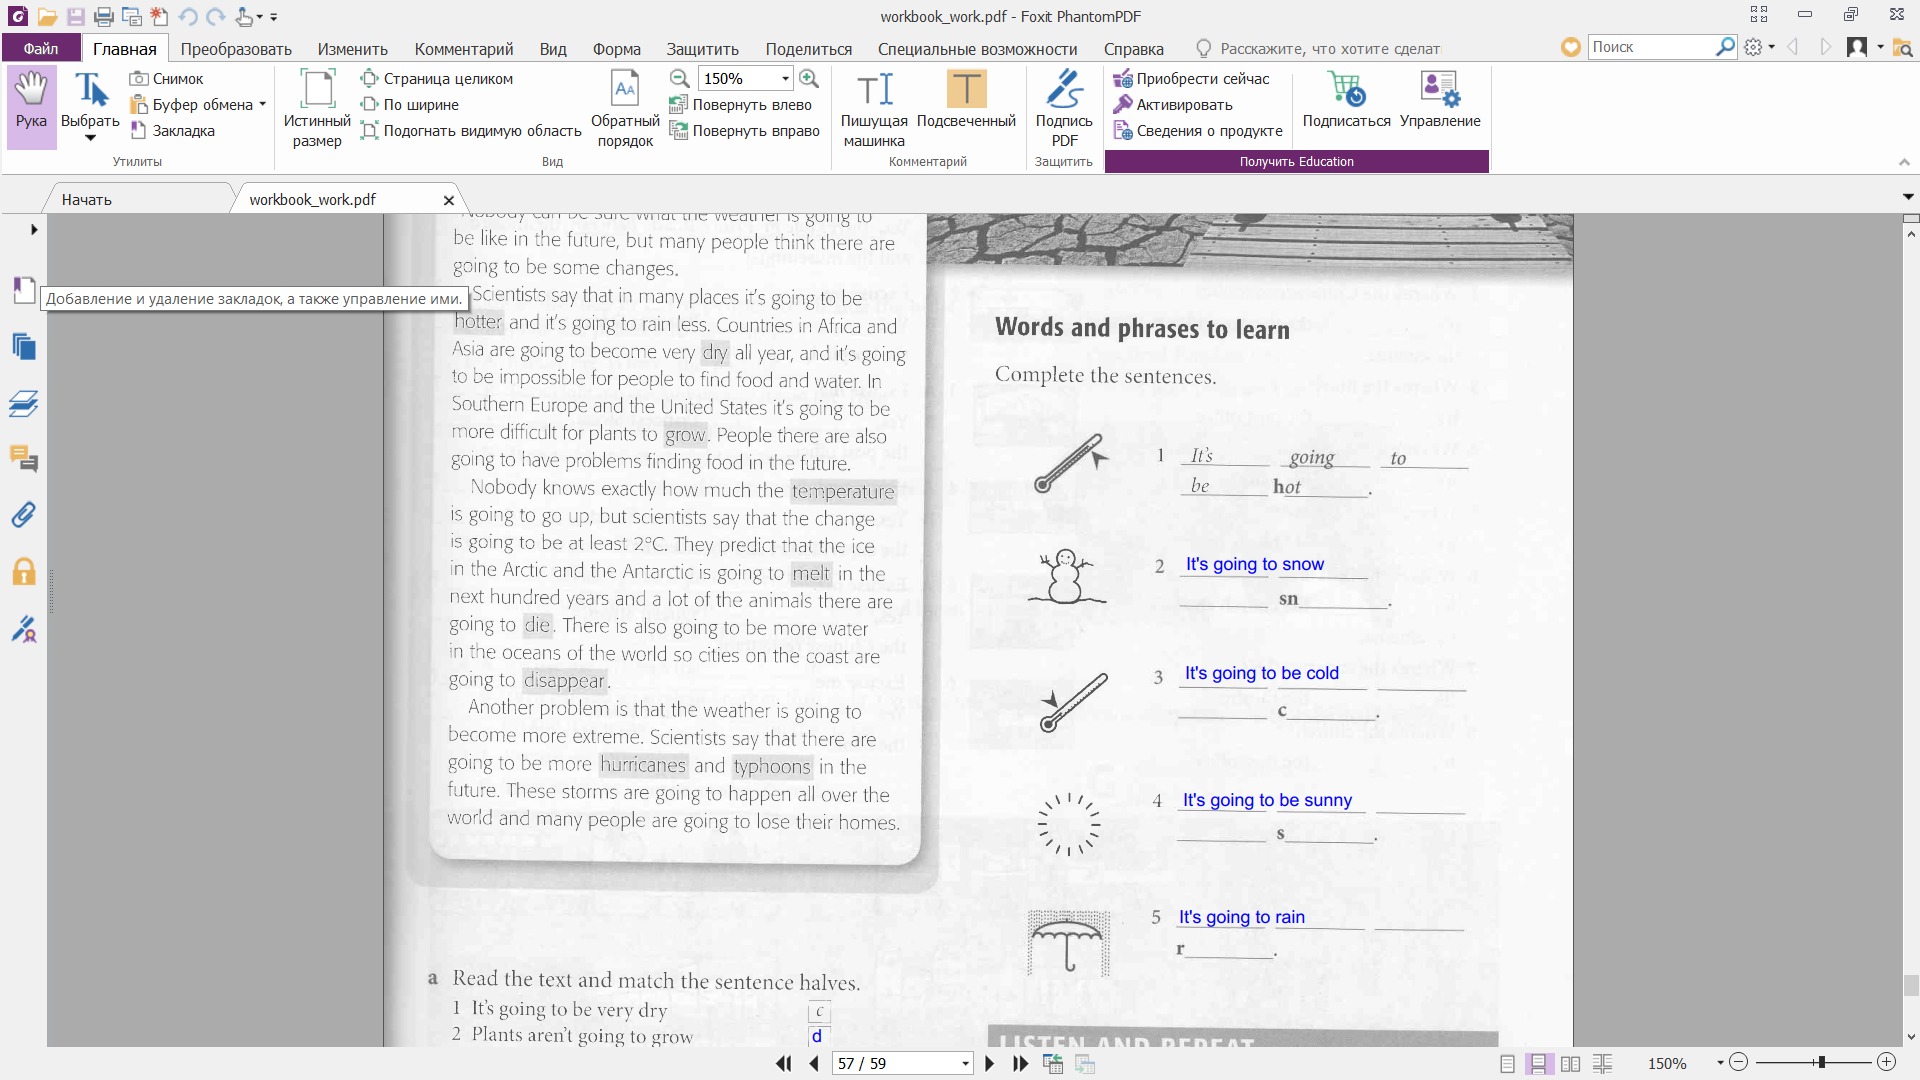 workbook_work.pdf - Foxit PhantomPDF
Файл Главная Преобразовать Изменить Комментарий Вид Форма Защитить Поделиться Специальные возможности Справка Расскажите, что хотите сделат Поиск
Рука
Выбрать
Снимок
Буфер обмена
Закладка
Утилиты
Истинный размер
Страница целиком
По ширине
Подогнать видимую область
Обратный порядок
150%
Повернуть влево
Повернуть вправо
Вид
Пишущая машинка
Подсвеченный
Комментарий
Подпись PDF
Защитить
Приобрести сейчас
Активировать
Сведения о продукте
Подписаться
Управление
Получить Education
Начать workbook_work.pdf
Добавление и удаление закладок, а также управление ими.
Nobody can be sure what the weather is going to
be like in the future, but many people think there are
going to be some changes.
Scientists say that in many places it's going to be
hotter and it's going to rain less. Countries in Africa and
Asia are going to become very dry all year, and it's going
to be impossible for people to find food and water. In
Southern Europe and the United States it's going to be
more difficult for plants to grow. People there are also
going to have problems finding food in the future.
Nobody knows exactly how much the temperature
is going to go up, but scientists say that the change
is going to be at least 2°C. They predict that the ice
in the Arctic and the Antarctic is going to melt in the
next hundred years and a lot of the animals there are
going to die. There is also going to be more water
in the oceans of the world so cities on the coast are
going to disappear.
Another problem is that the weather is going to
become more extreme. Scientists say that there are
going to be more hurricanes and typhoons in the
future. These storms are going to happen all over the
world and many people are going to lose their homes.
a Read the text and match the sentence halves.
1 It's going to be very dry c
2 Plants aren't going to grow d
Words and phrases to learn
Complete the sentences.
1 It's going to
be hot.
2 It's going to snow
sn.
3 It's going to be cold
c.
4 It's going to be sunny
s.
5 It's going to rain
r.
LISTEN AND REPEAT
57 / 59
150%